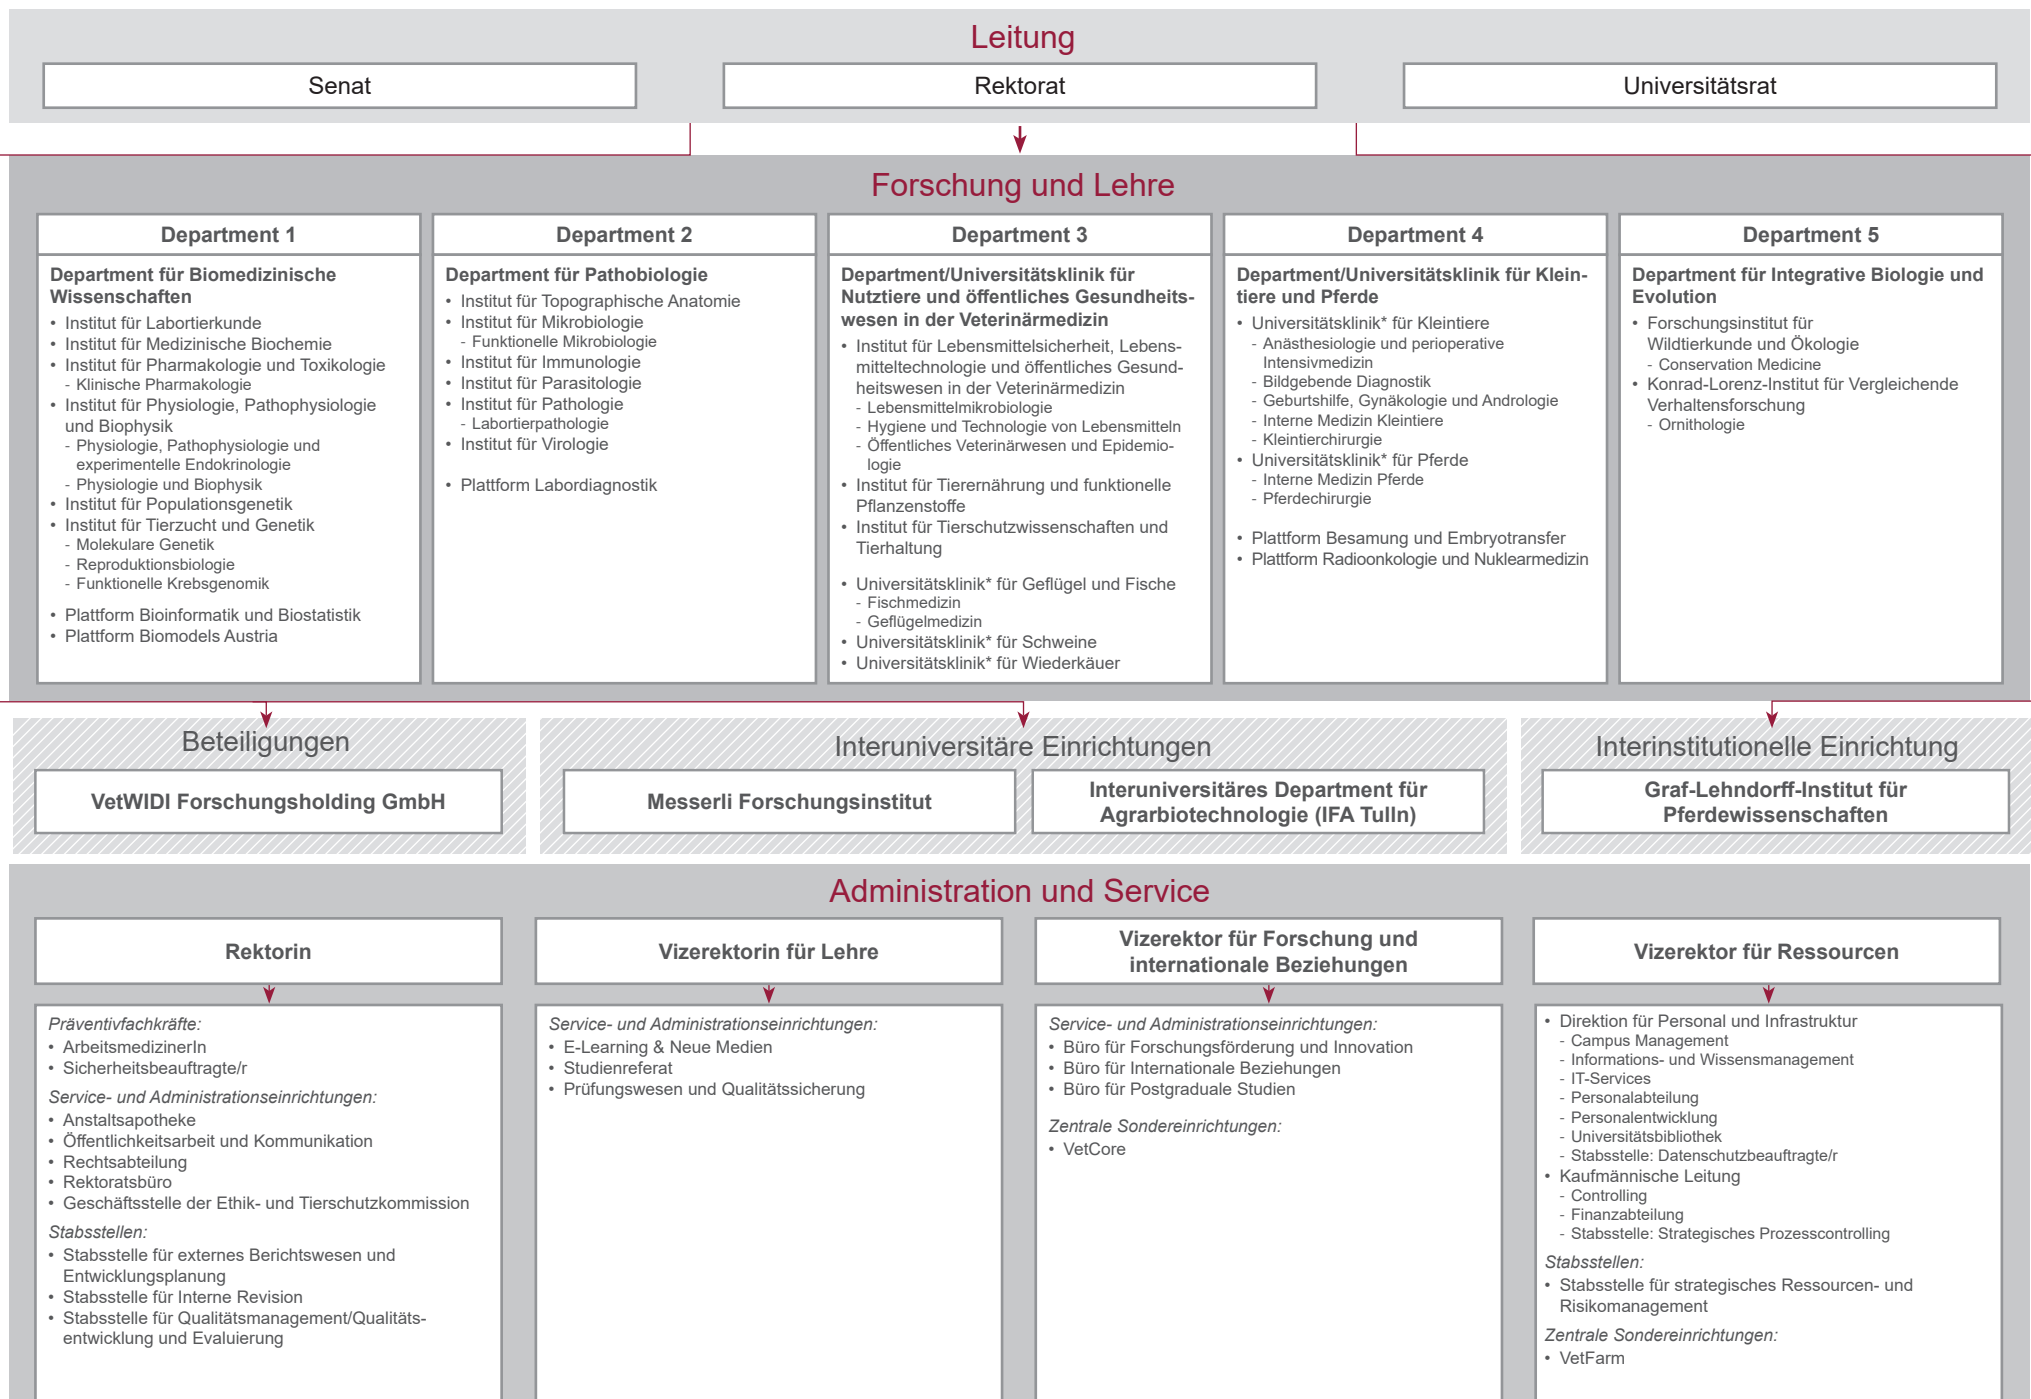 Leitung
Senat
Rektorat
Universitätsrat
Forschung und Lehre
Department 1
Department für Biomedizinische
Wissenschaften
• Institut für Labortierkunde
• Institut für Medizinische Biochemie
• Institut für Pharmakologie und Toxikologie
- Klinische Pharmakologie
• Institut für Physiologie, Pathophysiologie
und Biophysik
- Physiologie, Pathophysiologie und
experimentelle Endokrinologie
- Physiologie und Biophysik
• Institut für Populationsgenetik
• Institut für Tierzucht und Genetik
- Molekulare Genetik
- Reproduktionsbiologie
- Funktionelle Krebsgenomik
• Plattform Bioinformatik und Biostatistik
• Plattform Biomodels Austria
Department 2
Department für Pathobiologie
• Institut für Topographische Anatomie
• Institut für Mikrobiologie
- Funktionelle Mikrobiologie
• Institut für Immunologie
• Institut für Parasitologie
• Institut für Pathologie
- Labortierpathologie
• Institut für Virologie
• Plattform Labordiagnostik
Department 3
Department/Universitätsklinik für
Nutztiere und öffentliches Gesundheits-
wesen in der Veterinärmedizin
• Institut für Lebensmittelsicherheit, Lebens-
mitteltechnologie und öffentliches Gesund-
heitswesen in der Veterinärmedizin
- Lebensmittelmikrobiologie
- Hygiene und Technologie von Lebensmitteln
- Öffentliches Veterinärwesen und Epidemio-
logie
• Institut für Tierernährung und funktionelle
Pflanzenstoffe
• Institut für Tierschutzwissenschaften und
Tierhaltung
• Universitätsklinik* für Geflügel und Fische
- Fischmedizin
- Geflügelmedizin
• Universitätsklinik* für Schweine
• Universitätsklinik* für Wiederkäuer
Department 4
Department/Universitätsklinik für Klein-
tiere und Pferde
• Universitätsklinik* für Kleintiere
- Anästhesiologie und perioperative
Intensivmedizin
- Bildgebende Diagnostik
- Geburtshilfe, Gynäkologie und Andrologie
- Interne Medizin Kleintiere
- Kleintierchirurgie
• Universitätsklinik* für Pferde
- Interne Medizin Pferde
- Pferdechirurgie
• Plattform Besamung und Embryotransfer
• Plattform Radioonkologie und Nuklearmedizin
Department 5
Department für Integrative Biologie und
Evolution
• Forschungsinstitut für
Wildtierkunde und Ökologie
- Conservation Medicine
• Konrad-Lorenz-Institut für Vergleichende
Verhaltensforschung
- Ornithologie
Beteiligungen
VetWIDI Forschungsholding GmbH
Interuniversitäre Einrichtungen
Messerli Forschungsinstitut
Interuniversitäres Department für
Agrarbiotechnologie (IFA Tulln)
Interinstitutionelle Einrichtung
Graf-Lehndorff-Institut für
Pferdewissenschaften
Administration und Service
Rektorin
Präventivfachkräfte:
• ArbeitsmedizinerIn
• Sicherheitsbeauftragte/r
Service- und Administrationseinrichtungen:
• Anstaltsapotheke
• Öffentlichkeitsarbeit und Kommunikation
• Rechtsabteilung
• Rektoratsbüro
• Geschäftsstelle der Ethik- und Tierschutzkommission
Stabsstellen:
• Stabsstelle für externes Berichtswesen und
Entwicklungsplanung
• Stabsstelle für Interne Revision
• Stabsstelle für Qualitätsmanagement/Qualitäts-
entwicklung und Evaluierung
Vizerektorin für Lehre
Service- und Administrationseinrichtungen:
• E-Learning & Neue Medien
• Studienreferat
• Prüfungswesen und Qualitätssicherung
Vizerektor für Forschung und
internationale Beziehungen
Service- und Administrationseinrichtungen:
• Büro für Forschungsförderung und Innovation
• Büro für Internationale Beziehungen
• Büro für Postgraduale Studien
Zentrale Sondereinrichtungen:
• VetCore
Vizerektor für Ressourcen
• Direktion für Personal und Infrastruktur
- Campus Management
- Informations- und Wissensmanagement
- IT-Services
- Personalabteilung
- Personalentwicklung
- Universitätsbibliothek
- Stabsstelle: Datenschutzbeauftragte/r
• Kaufmännische Leitung
- Controlling
- Finanzabteilung
- Stabsstelle: Strategisches Prozesscontrolling
Stabsstellen:
• Stabsstelle für strategisches Ressourcen- und
Risikomanagement
Zentrale Sondereinrichtungen:
• VetFarm